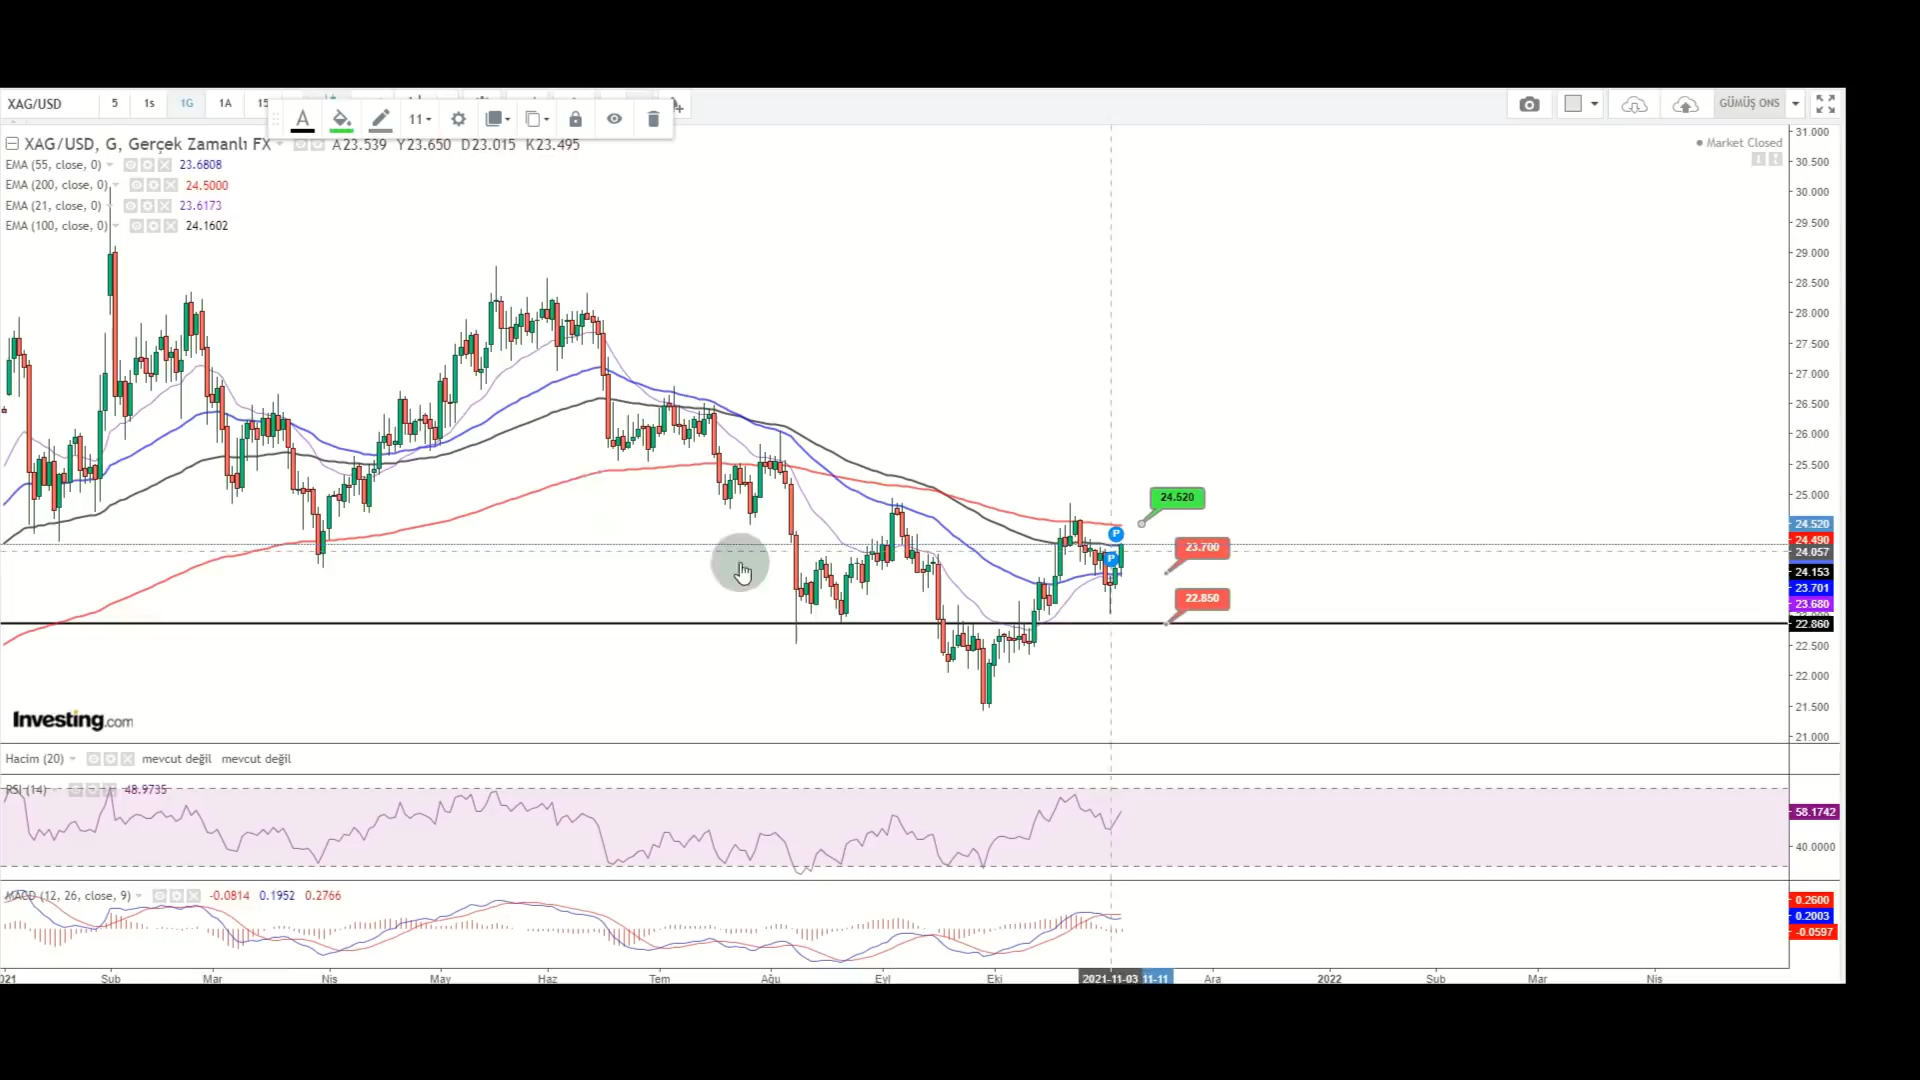 XAG/USD 5 1s 1G 1A 15 11 GÜMÜŞ ONS
XAG/USD, G, Gerçek Zamanlı FX A23.539 Y23.650 D23.015 K23.495
Market Closed
EMA (55, close, 0) 23.6808
EMA (200, close, 0) 24.5000
EMA (21, close, 0) 23.6173
EMA (100, close, 0) 24.1602
31.000
30.500
30.000
29.500
29.000
28.500
28.000
27.500
27.000
26.500
26.000
25.500
25.000
24.520
23.700
22.850
24.520
24.490
24.057
24.153
23.701
23.680
22.860
22.500
22.000
21.500
21.000
Investing.com
Hacim (20) mevcut değil mevcut değil
RSI (14) 48.9735
58.1742
40.0000
MACD (12, 26, close, 9) -0.0814 0.1952 0.2766
0.2600
0.2003
-0.0597
Şub Mar Nis May Haz Tem Ağu Eyl Eki 2021-11-03 11-11 Ara 2022 Şub Mar Nis